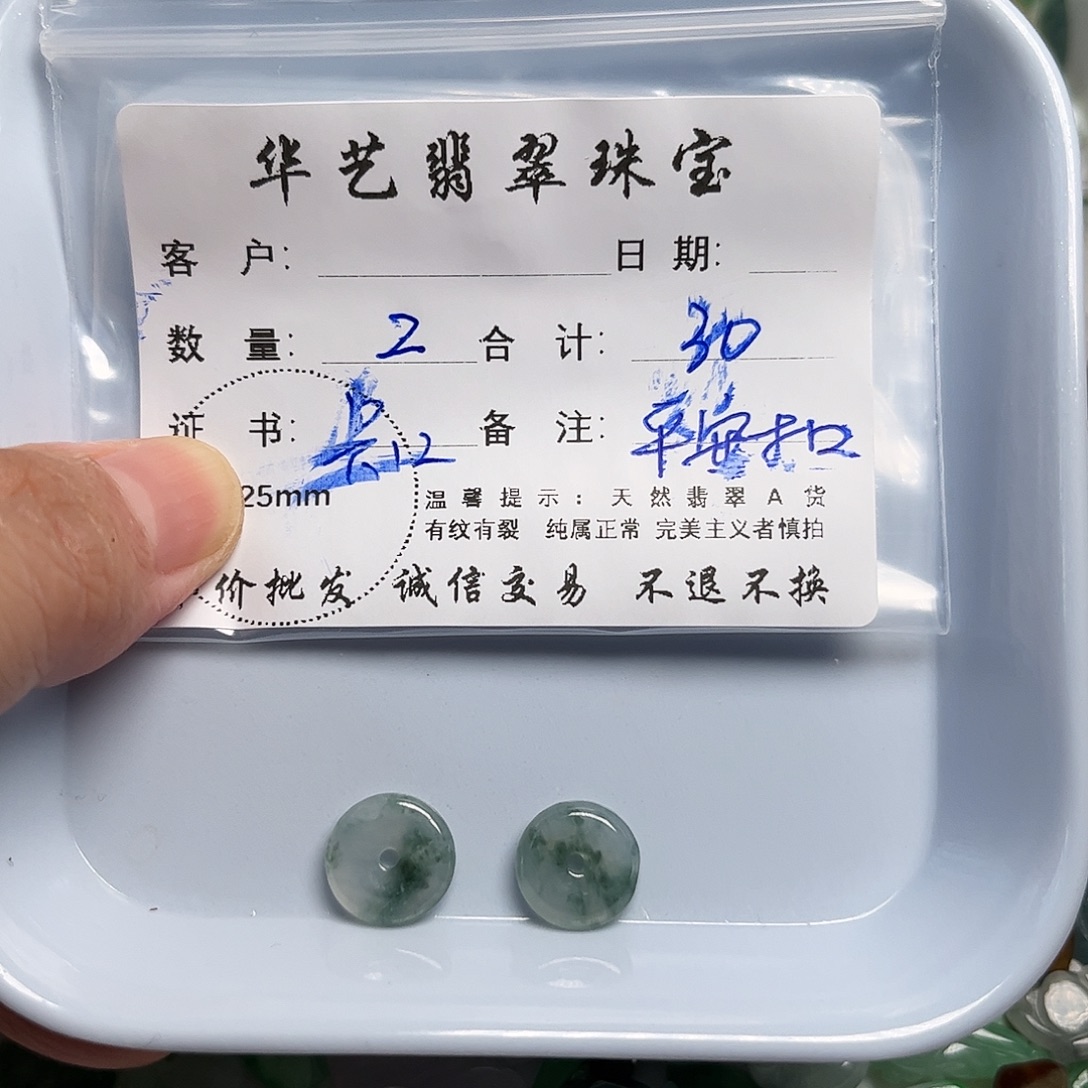 华艺翡翠珠宝
客 户: 日 期:
数 量: 2 合 计: 30
证 书: 长12 备 注: 平安扣
25mm 温馨提示:天然翡翠A货
有纹有裂 纯属正常 完美主义者慎拍
价批发 诚信交易 不退不换